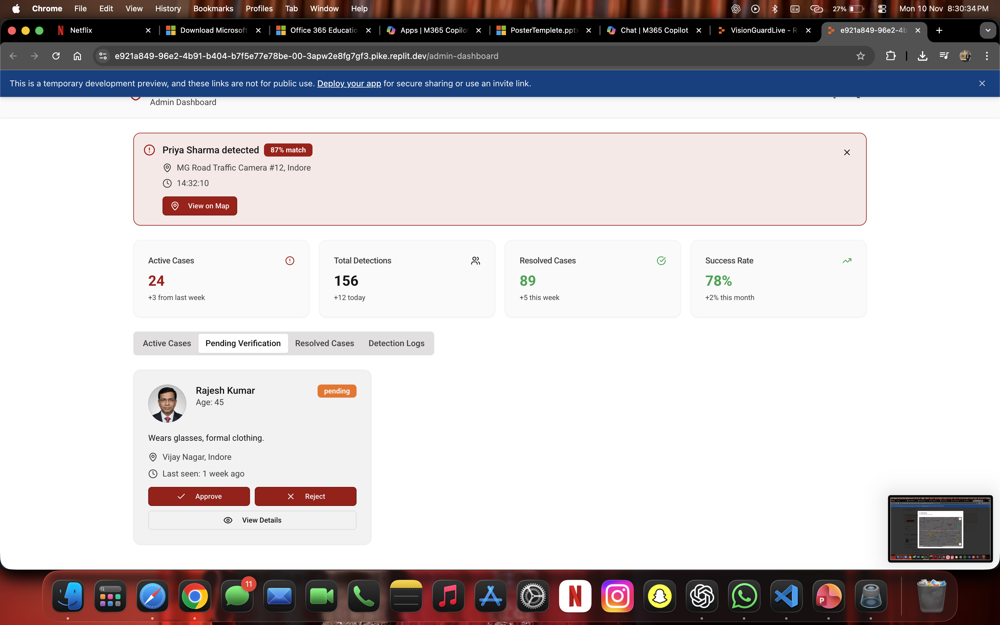 Chrome File Edit View History Bookmarks Profiles Tab Window Help 27% Mon 10 Nov 8:30:34 PM
Netflix Download Microsoft Office 365 Educatio Apps | M365 Copilot PosterTemplete.pptx Chat | M365 Copilot VisionGuardLive - R e921a849-96e2-4b
e921a849-96e2-4b91-b404-b7f5e77e78be-00-3apw2e8fg7gf3.pike.replit.dev/admin-dashboard
This is a temporary development preview, and these links are not for public use. Deploy your app for secure sharing or use an invite link.
Admin Dashboard
Priya Sharma detected 87% match
MG Road Traffic Camera #12, Indore
14:32:10
View on Map
Active Cases
24
+3 from last week
Total Detections
156
+12 today
Resolved Cases
89
+5 this week
Success Rate
78%
+2% this month
Active Cases Pending Verification Resolved Cases Detection Logs
Rajesh Kumar pending
Age: 45
Wears glasses, formal clothing.
Vijay Nagar, Indore
Last seen: 1 week ago
Approve Reject
View Details
11